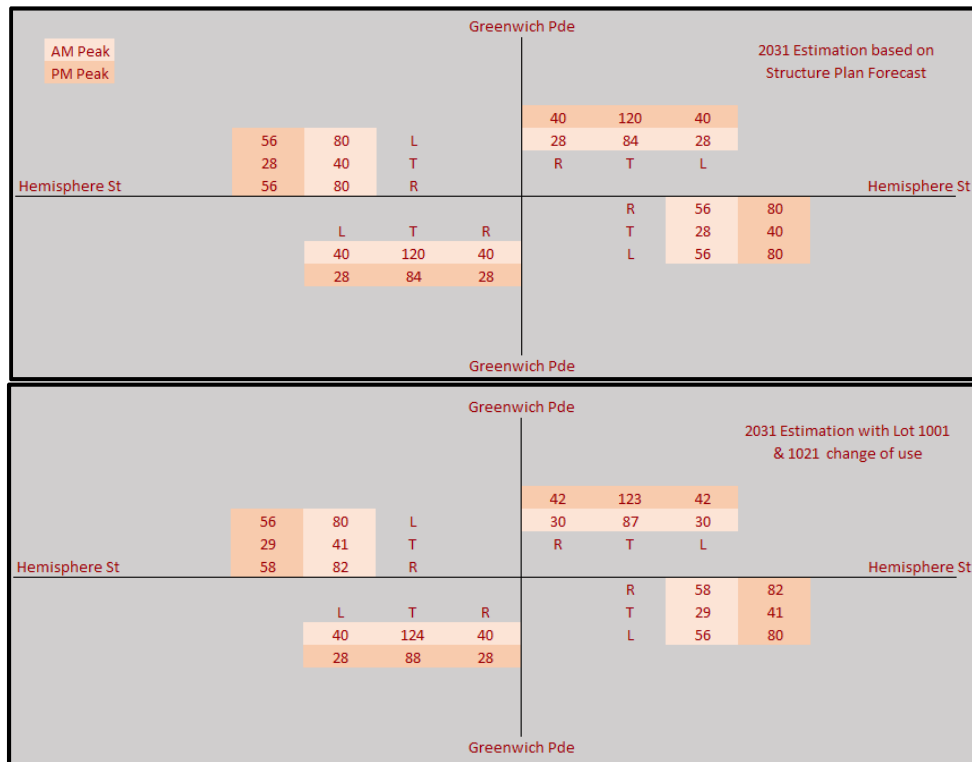 Greenwich Pde
AM Peak
PM Peak
2031 Estimation based on
Structure Plan Forecast
40 120 40
28 84 28
R T L
56 80 L
28 40 T
56 80 R
Hemisphere St
Hemisphere St
R 56 80
T 28 40
L 56 80
L T R
40 120 40
28 84 28
Greenwich Pde
Greenwich Pde
2031 Estimation with Lot 1001
& 1021 change of use
42 123 42
30 87 30
R T L
56 80 L
29 41 T
58 82 R
Hemisphere St
Hemisphere St
R 58 82
T 29 41
L 56 80
L T R
40 124 40
28 88 28
Greenwich Pde